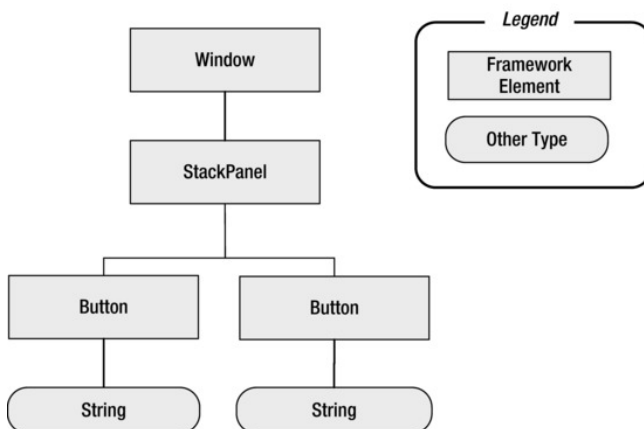 Legend
Window
Framework
Element
Other Type
StackPanel
Button
Button
String
String